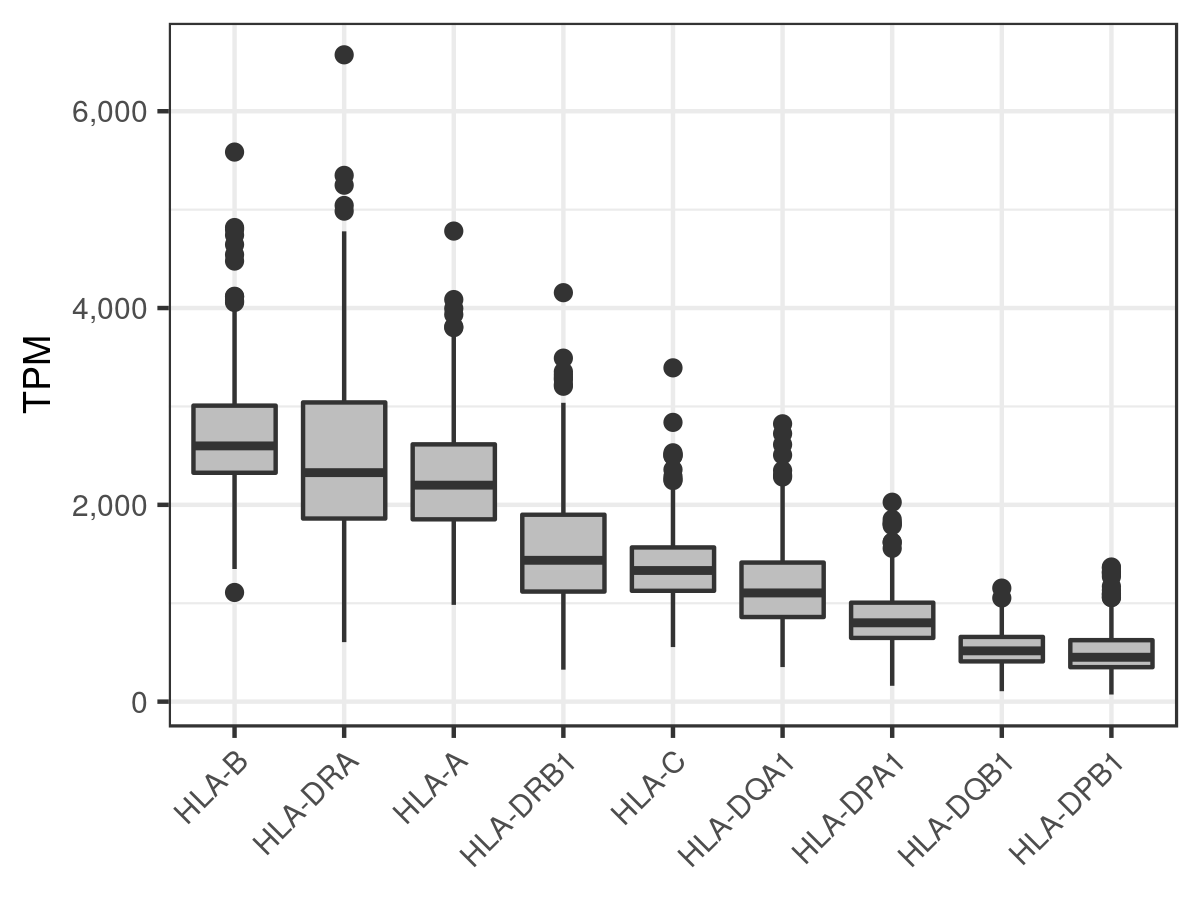 TPM
6,000
4,000
2,000
0
HLA-B
HLA-DRA
HLA-A
HLA-DRB1
HLA-C
HLA-DQA1
HLA-DPA1
HLA-DQB1
HLA-DPB1